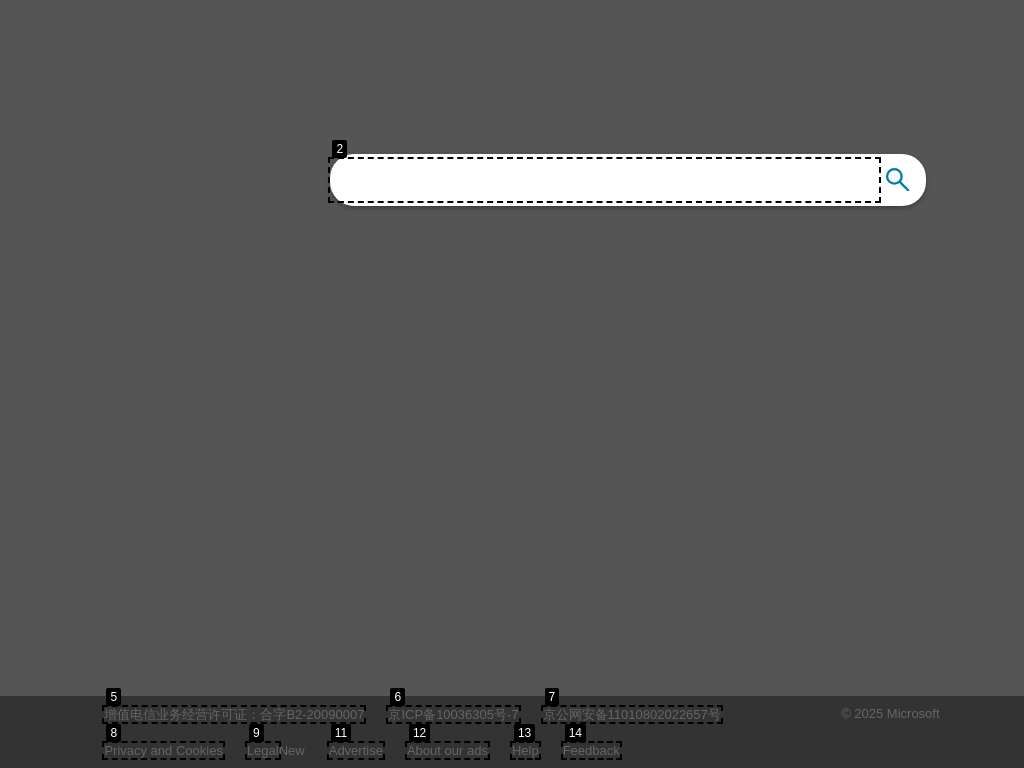 2
5 6 7
增值电信业务经营许可证：合字B2-20090007 京ICP备10036305号-7 京公网安备11010802022657号 © 2025 Microsoft
8 9 11 12 13 14
Privacy and Cookies LegalNew Advertise About our ads Help Feedback